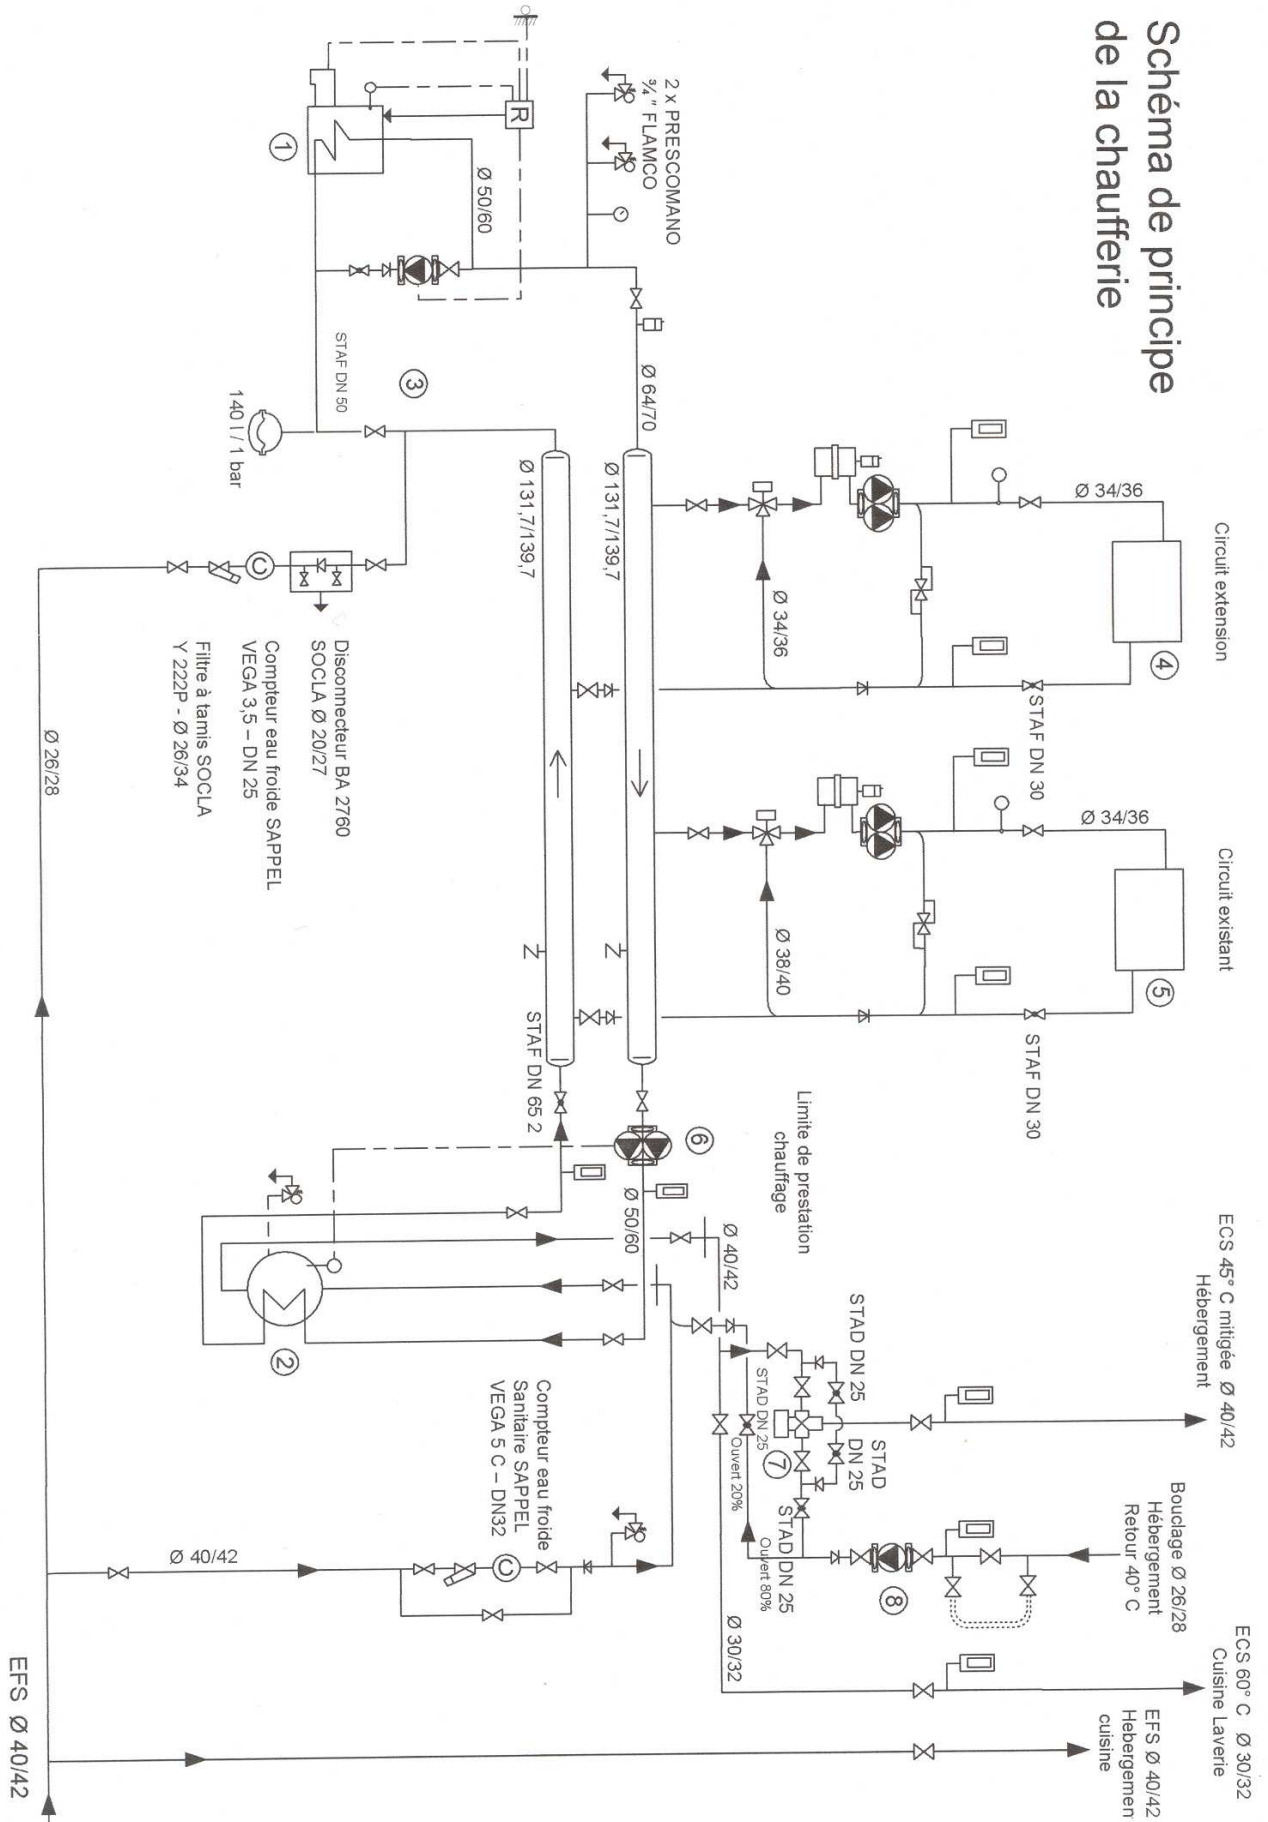 Schéma de principe
de la chaufferie
2 x PRESCOMANO
¾ " FLAMCO
R
1
Ø 50/60
STAF DN 50
3
140 l / 1 bar
Ø 64/70
Ø 131,7/139,7
Ø 131,7/139,7
Circuit extension
Ø 34/36
4
Ø 34/36
STAF DN 30
Circuit existant
Ø 34/36
5
Ø 38/40
STAF DN 30
Z
Z
Disconnecteur BA 2760
SOCLA Ø 20/27
C
Compteur eau froide SAPPEL
VEGA 3,5 – DN 25
Filtre à tamis SOCLA
Y 222P - Ø 26/34
Ø 26/28
STAF DN 65 2
6
Ø 50/60
Limite de prestation
chauffage
2
Ø 40/42
ECS 45° C mitigée Ø 40/42
Hébergement
STAD DN 25
STAD
DN 25
STAD DN 25
Ouvert 20%
7
STAD DN 25
Ouvert 80%
8
Bouclage Ø 26/28
Hébergement
Retour 40° C
Ø 30/32
ECS 60° C Ø 30/32
Cuisine Laverie
EFS Ø 40/42
Hebergemen
cuisine
Compteur eau froide
Sanitaire SAPPEL
VEGA 5 C – DN32
C
Ø 40/42
EFS Ø 40/42